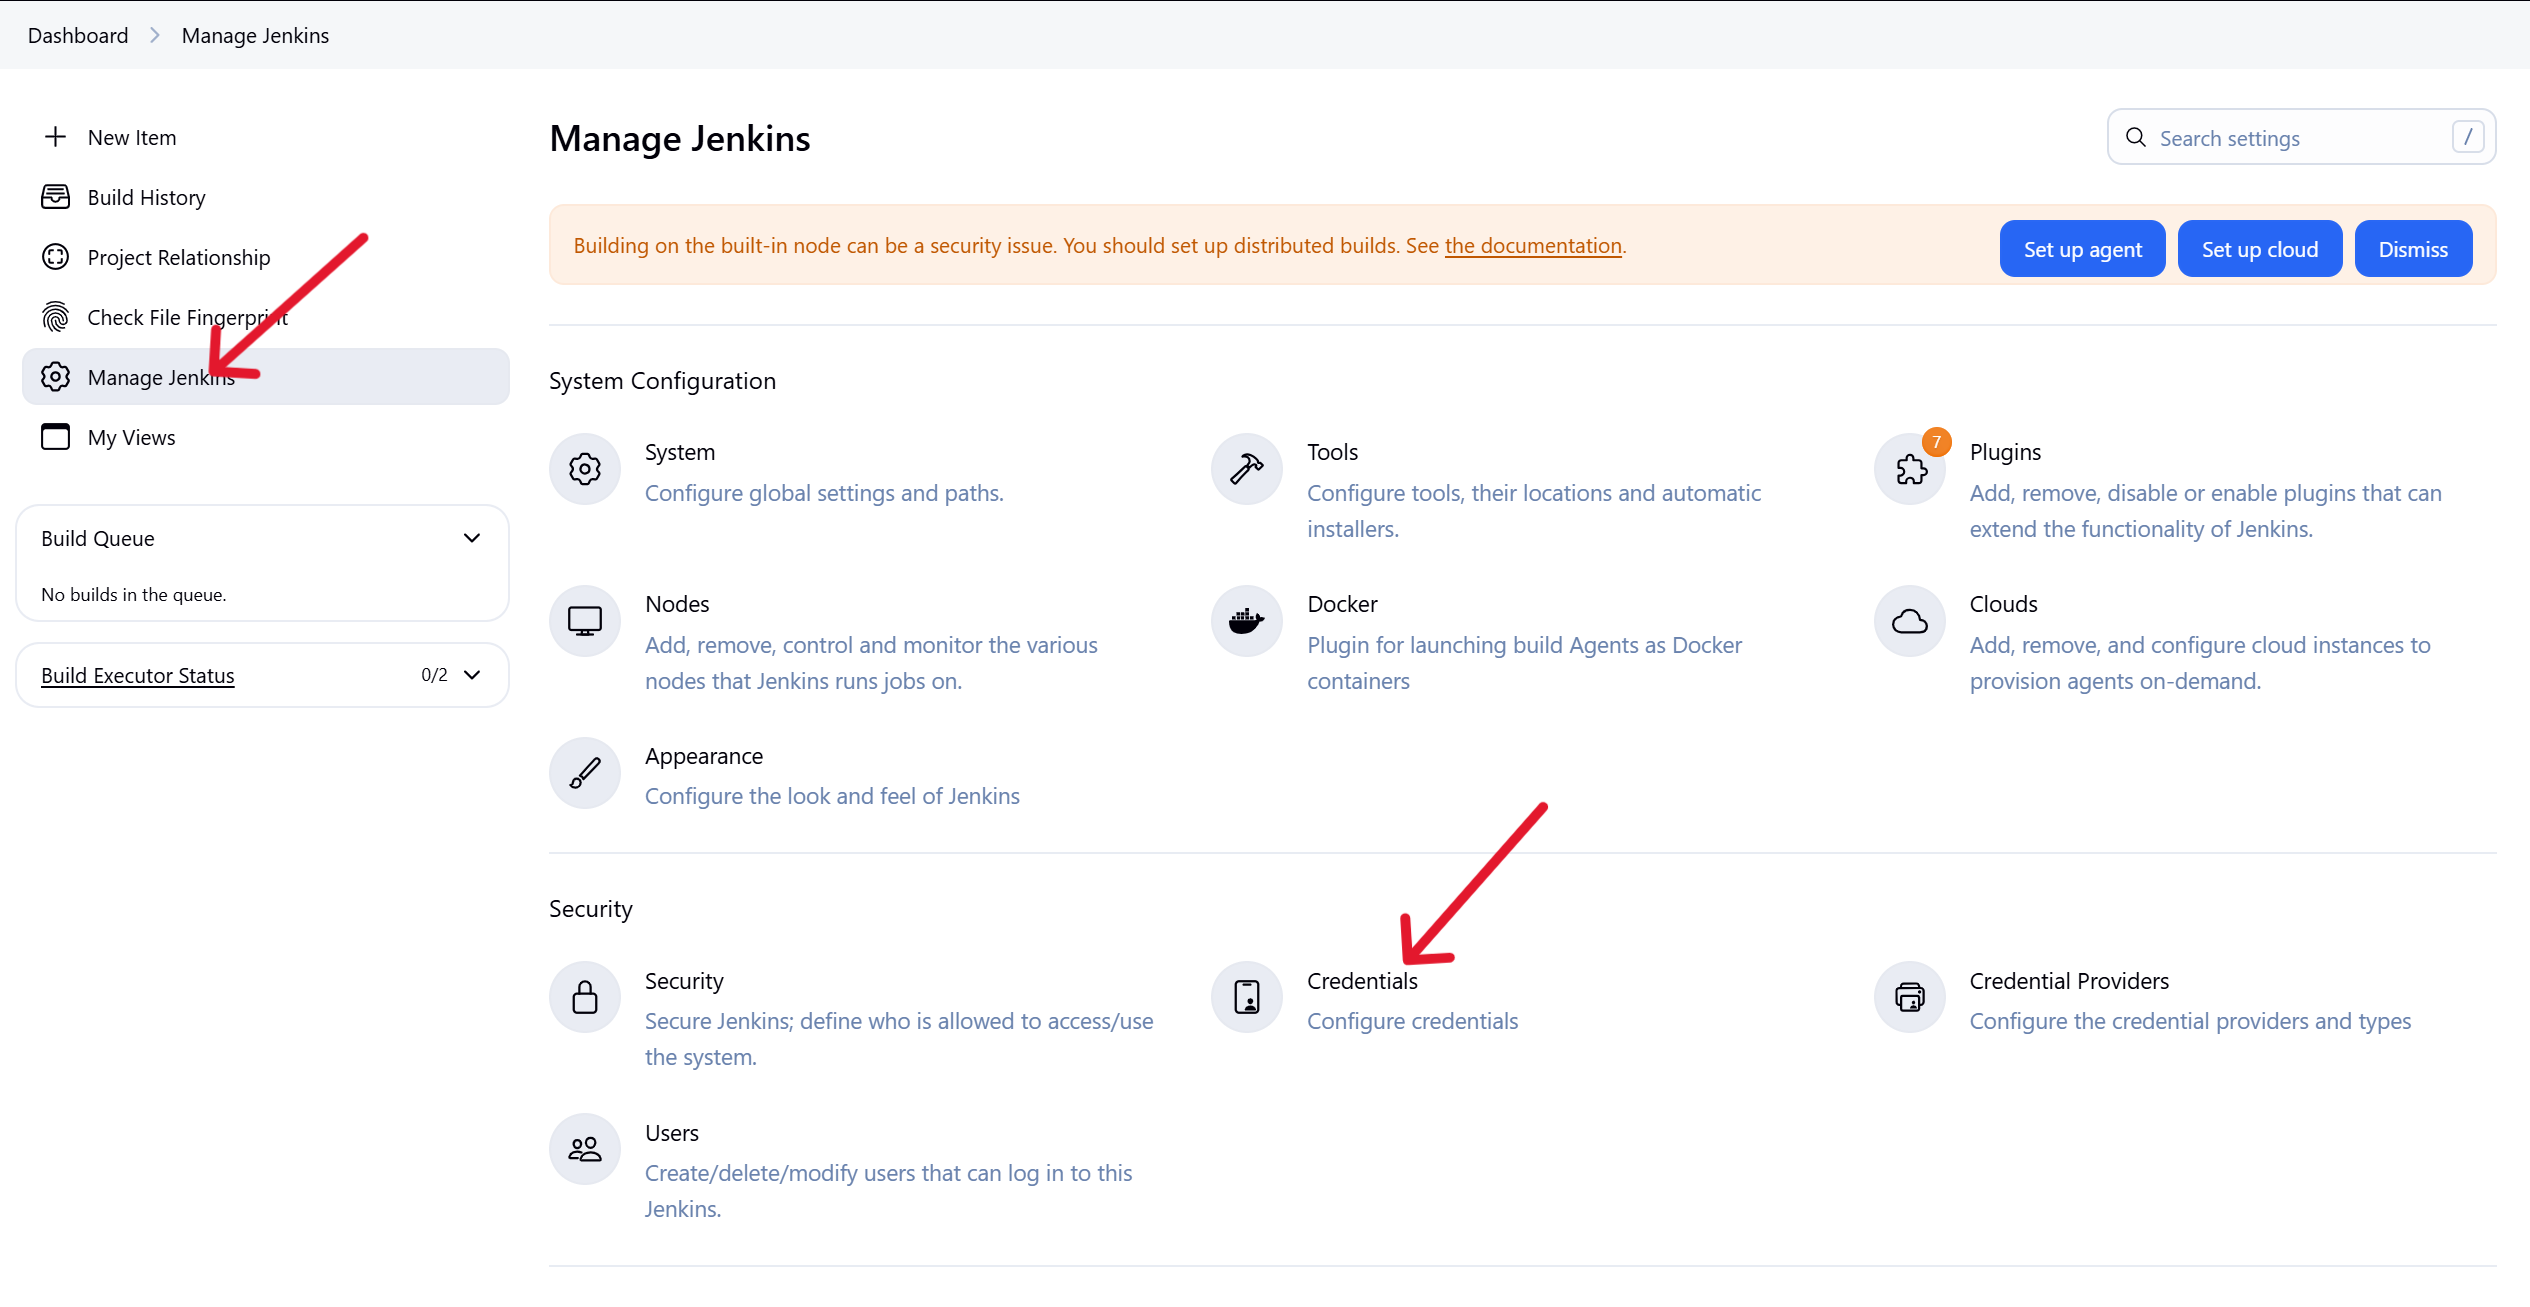 Dashboard > Manage Jenkins
New Item
Build History
Project Relationship
Check File Fingerprint
Manage Jenkins
My Views
Build Queue
No builds in the queue.
Build Executor Status 0/2
Manage Jenkins
Search settings /
Building on the built-in node can be a security issue. You should set up distributed builds. See the documentation.
Set up agent
Set up cloud
Dismiss
System Configuration
System
Configure global settings and paths.
Tools
Configure tools, their locations and automatic
installers.
7
Plugins
Add, remove, disable or enable plugins that can
extend the functionality of Jenkins.
Nodes
Add, remove, control and monitor the various
nodes that Jenkins runs jobs on.
Docker
Plugin for launching build Agents as Docker
containers
Clouds
Add, remove, and configure cloud instances to
provision agents on-demand.
Appearance
Configure the look and feel of Jenkins
Security
Security
Secure Jenkins; define who is allowed to access/use
the system.
Credentials
Configure credentials
Credential Providers
Configure the credential providers and types
Users
Create/delete/modify users that can log in to this
Jenkins.